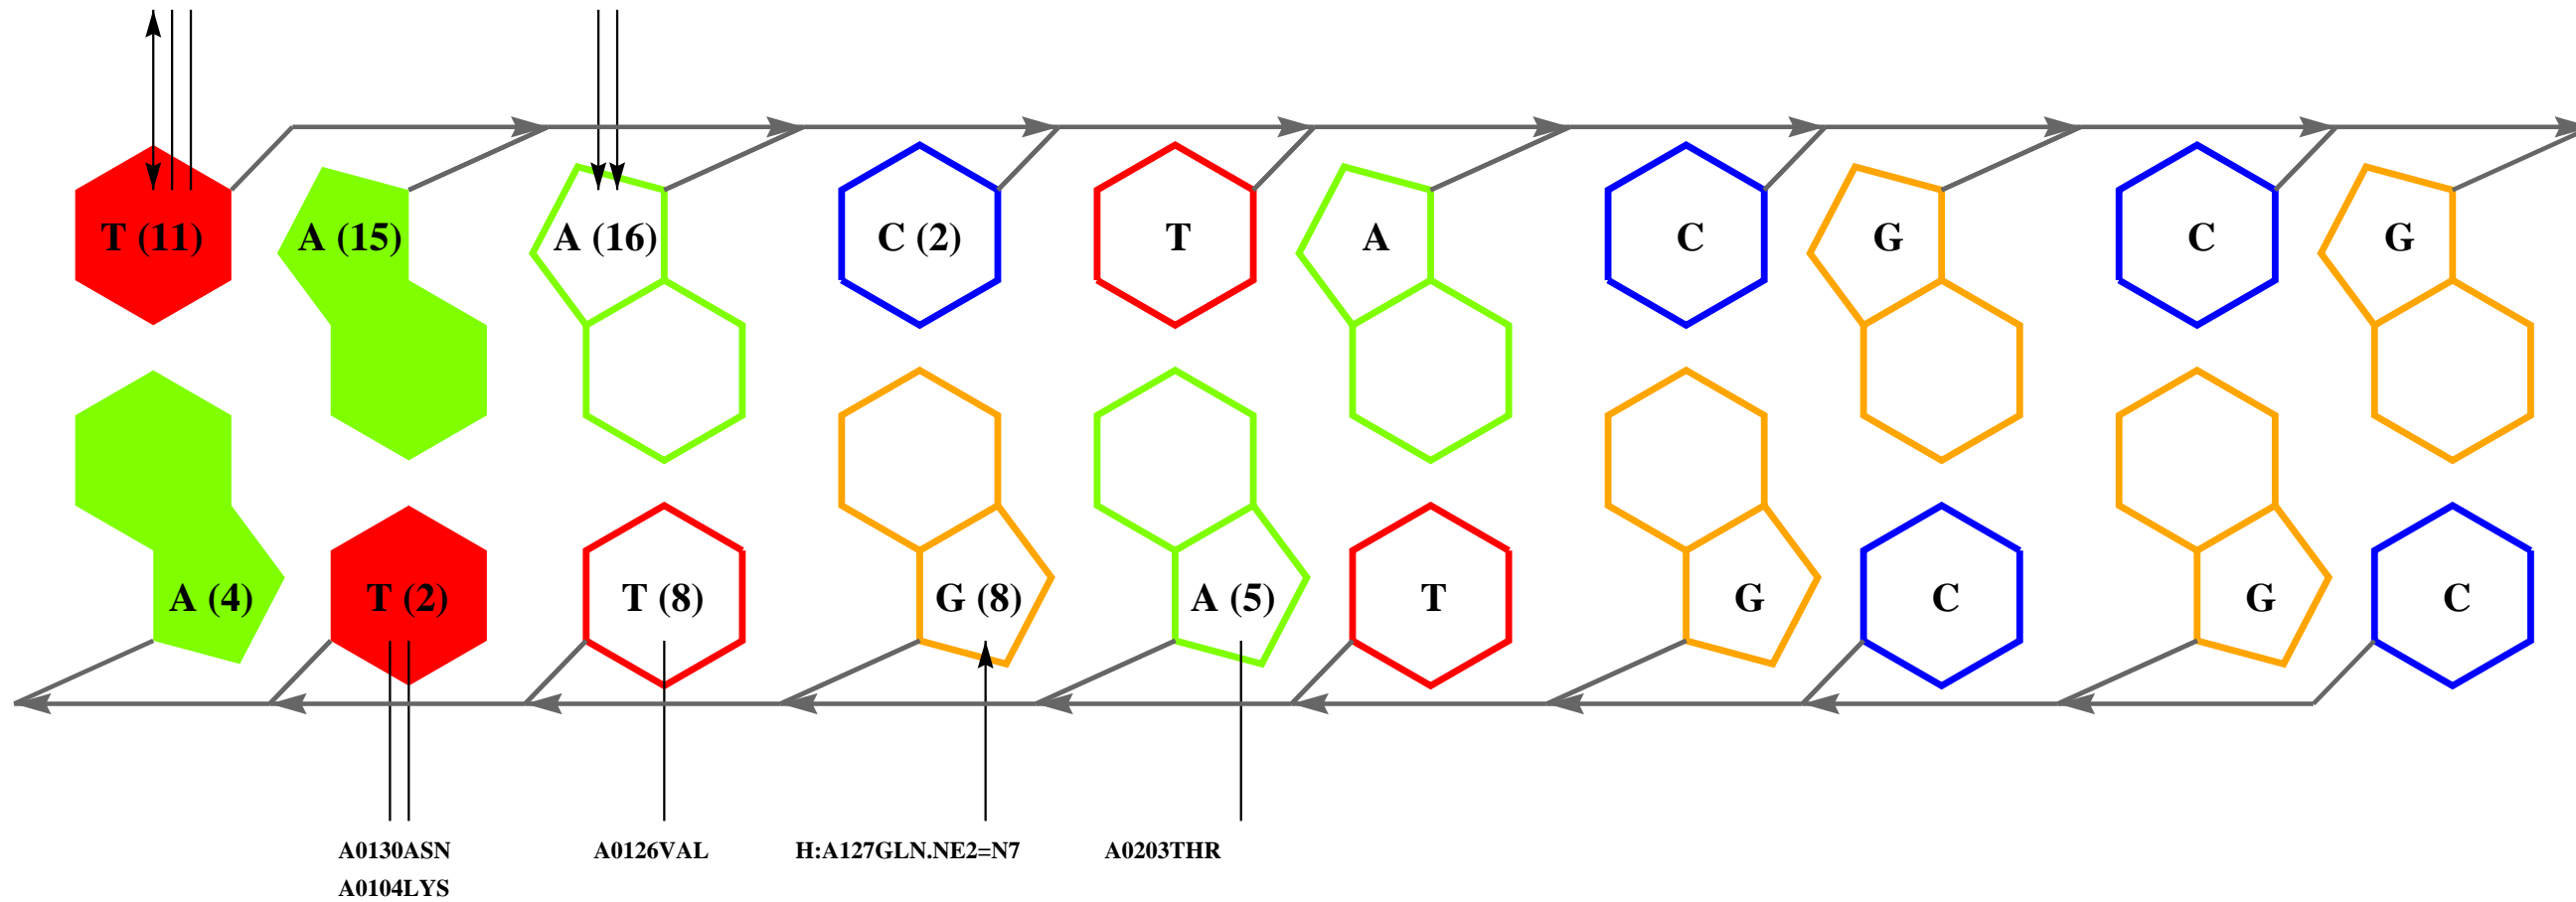 T (11) A (15) A (16) C (2) T A C G C G
A (4) T (2) T (8) G (8) A (5) T G C G C
A0130ASN A0126VAL H:A127GLN.NE2=N7 A0203THR
A0104LYS